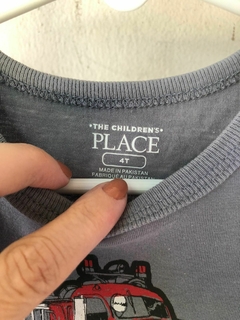 •THE CHILDREN'S•
PLACE
4T
MADE IN PAKISTAN
FABRIQUÉ AU PAKISTAN